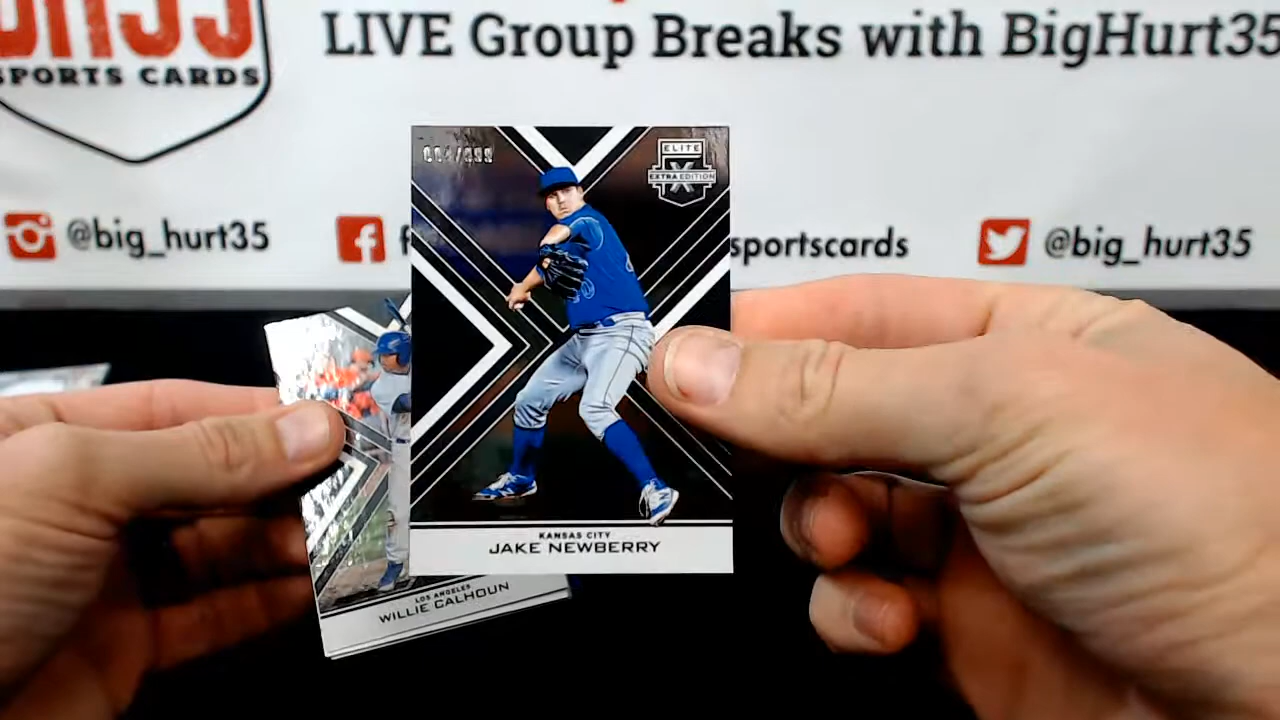 LIVE Group Breaks with BigHurt35
SPORTS CARDS
@big_hurt35
sportscards
@big_hurt35
ELITE
X
EXTRA EDITION
KANSAS CITY
JAKE NEWBERRY
LOS ANGELES
WILLIE CALHOUN